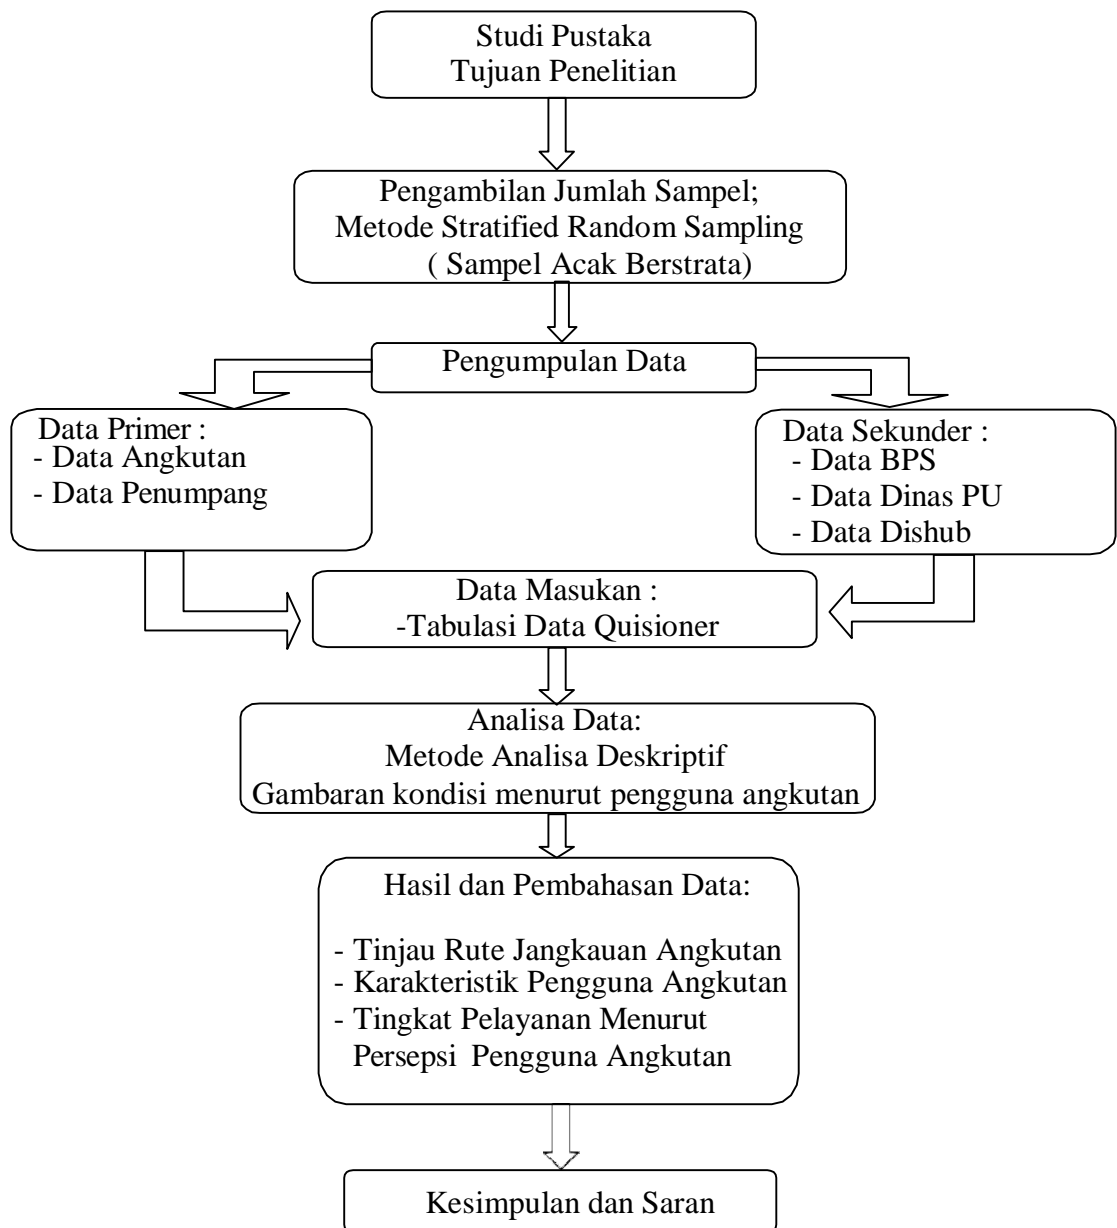 Studi Pustaka
Tujuan Penelitian
Pengambilan Jumlah Sampel;
Metode Stratified Random Sampling
( Sampel Acak Berstrata)
Pengumpulan Data
Data Primer :
- Data Angkutan
- Data Penumpang
Data Sekunder :
- Data BPS
- Data Dinas PU
- Data Dishub
Data Masukan :
-Tabulasi Data Quisioner
Analisa Data:
Metode Analisa Deskriptif
Gambaran kondisi menurut pengguna angkutan
Hasil dan Pembahasan Data:
- Tinjau Rute Jangkauan Angkutan
- Karakteristik Pengguna Angkutan
- Tingkat Pelayanan Menurut
Persepsi Pengguna Angkutan
Kesimpulan dan Saran